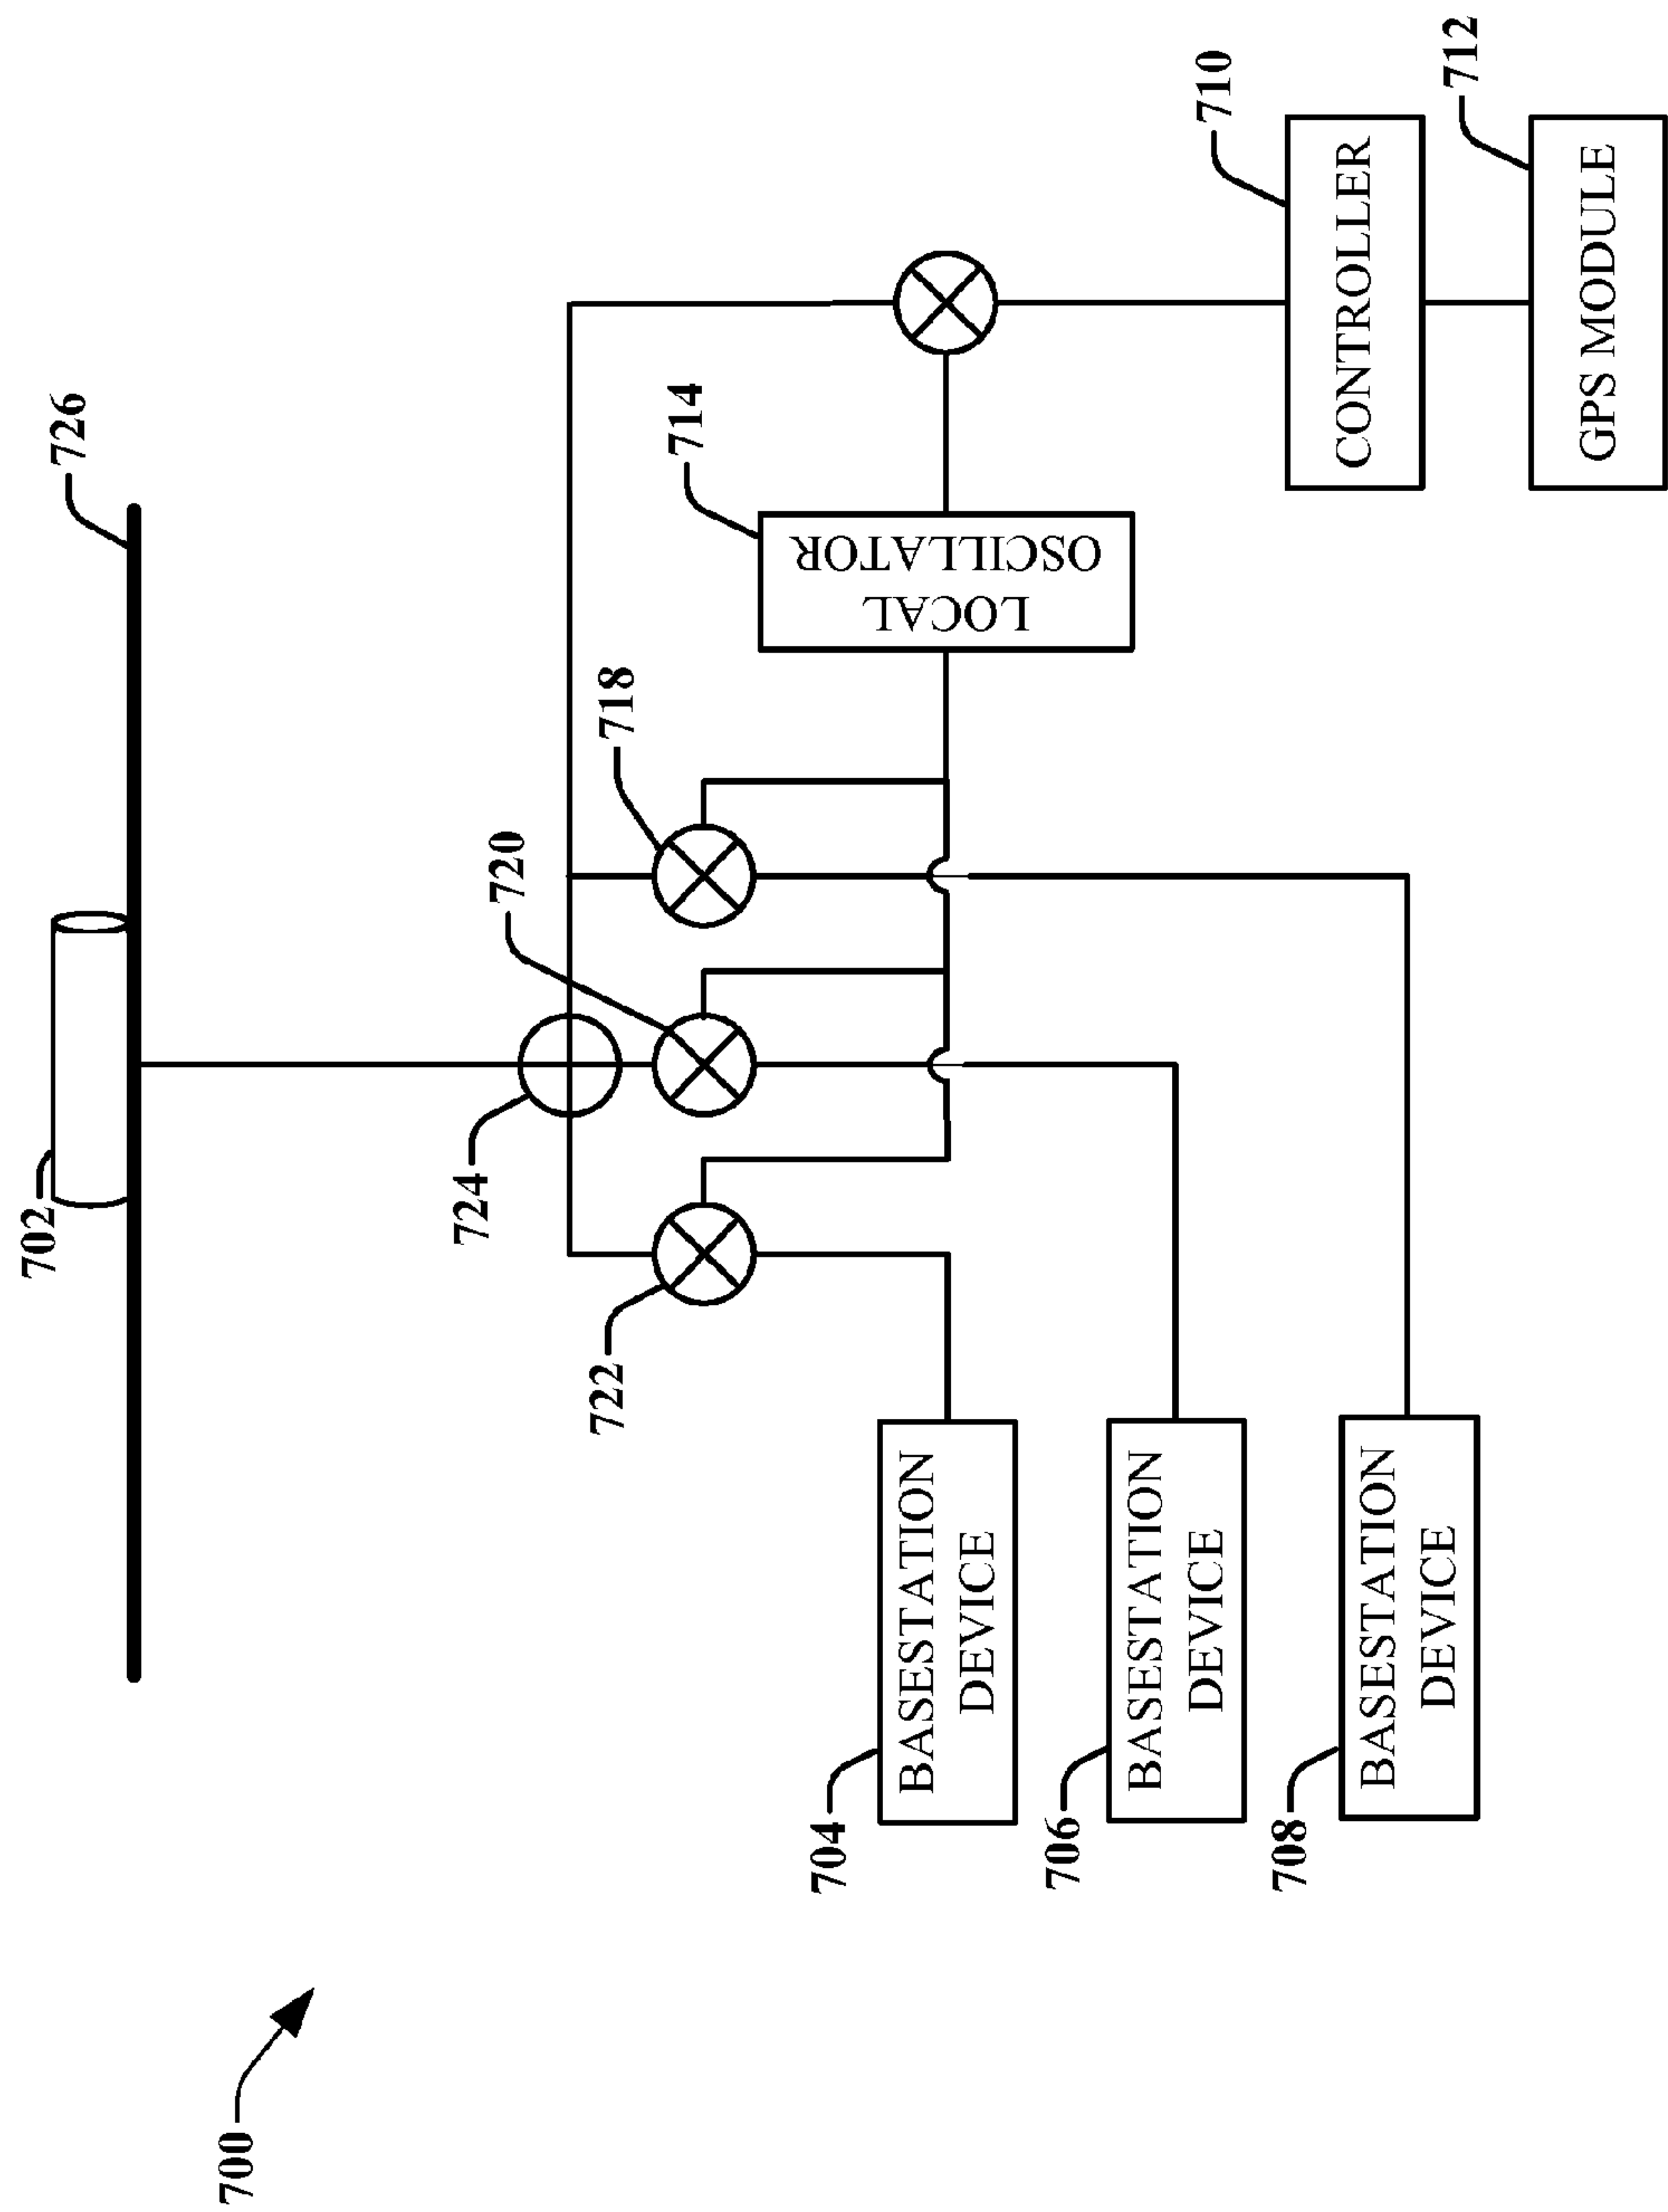 702
726
724
720
718
722
714
LOCAL
OSCILLATOR
704
BASESTATION
DEVICE
706
BASESTATION
DEVICE
708
BASESTATION
DEVICE
710
CONTROLLER
712
GPS MODULE
700